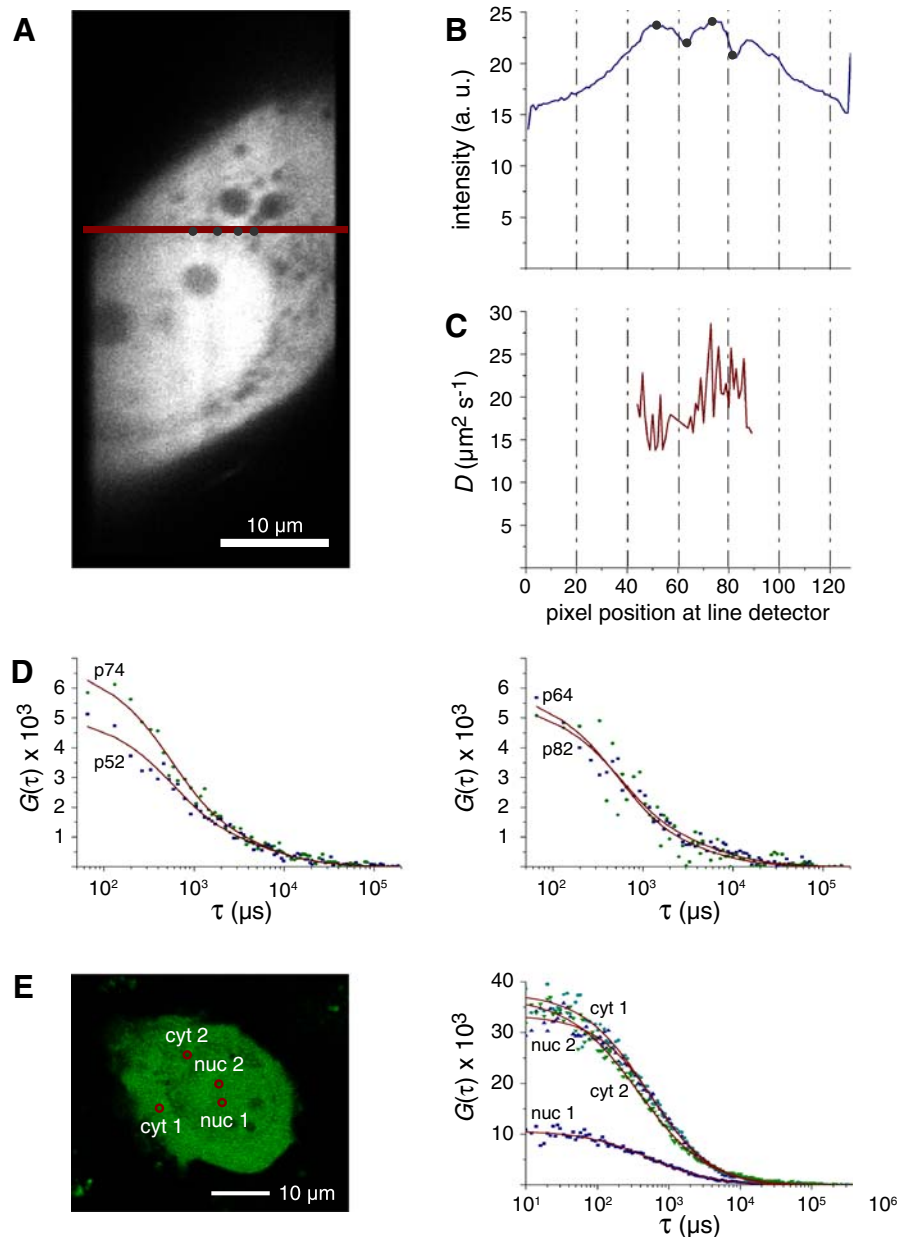 A
10 µm
B
25
20
15
10
5
intensity (a. u.)
C
30
25
20
15
10
5
D (µm² s⁻¹)
0 20 40 60 80 100 120
pixel position at line detector
D
6
5
4
3
2
1
G(τ) x 10³
p74
p52
10² 10³ 10⁴ 10⁵
τ (µs)
6
5
4
3
2
1
G(τ) x 10³
p64
p82
10² 10³ 10⁴ 10⁵
τ (µs)
E
cyt 2
nuc 2
cyt 1
nuc 1
10 µm
40
30
20
10
G(τ) x 10³
cyt 1
nuc 2
cyt 2
nuc 1
10¹ 10² 10³ 10⁴ 10⁵ 10⁶
τ (µs)